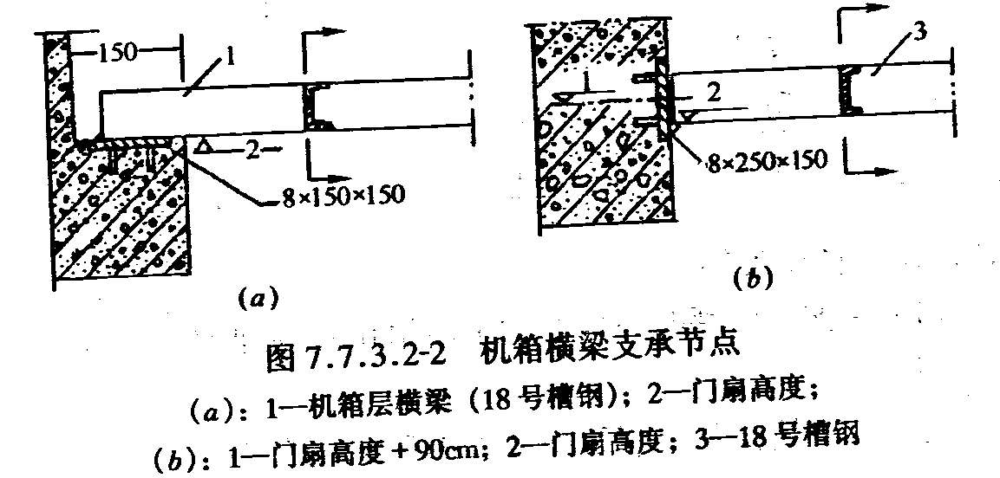 150
1
2
8×150×150
(a)
1
2
3
8×250×150
(b)
图 7.7.3.2-2 机箱横梁支承节点
(a)：1—机箱层横梁（18 号槽钢）；2—门扇高度；
(b)：1—门扇高度+90cm；2—门扇高度；3—18 号槽钢